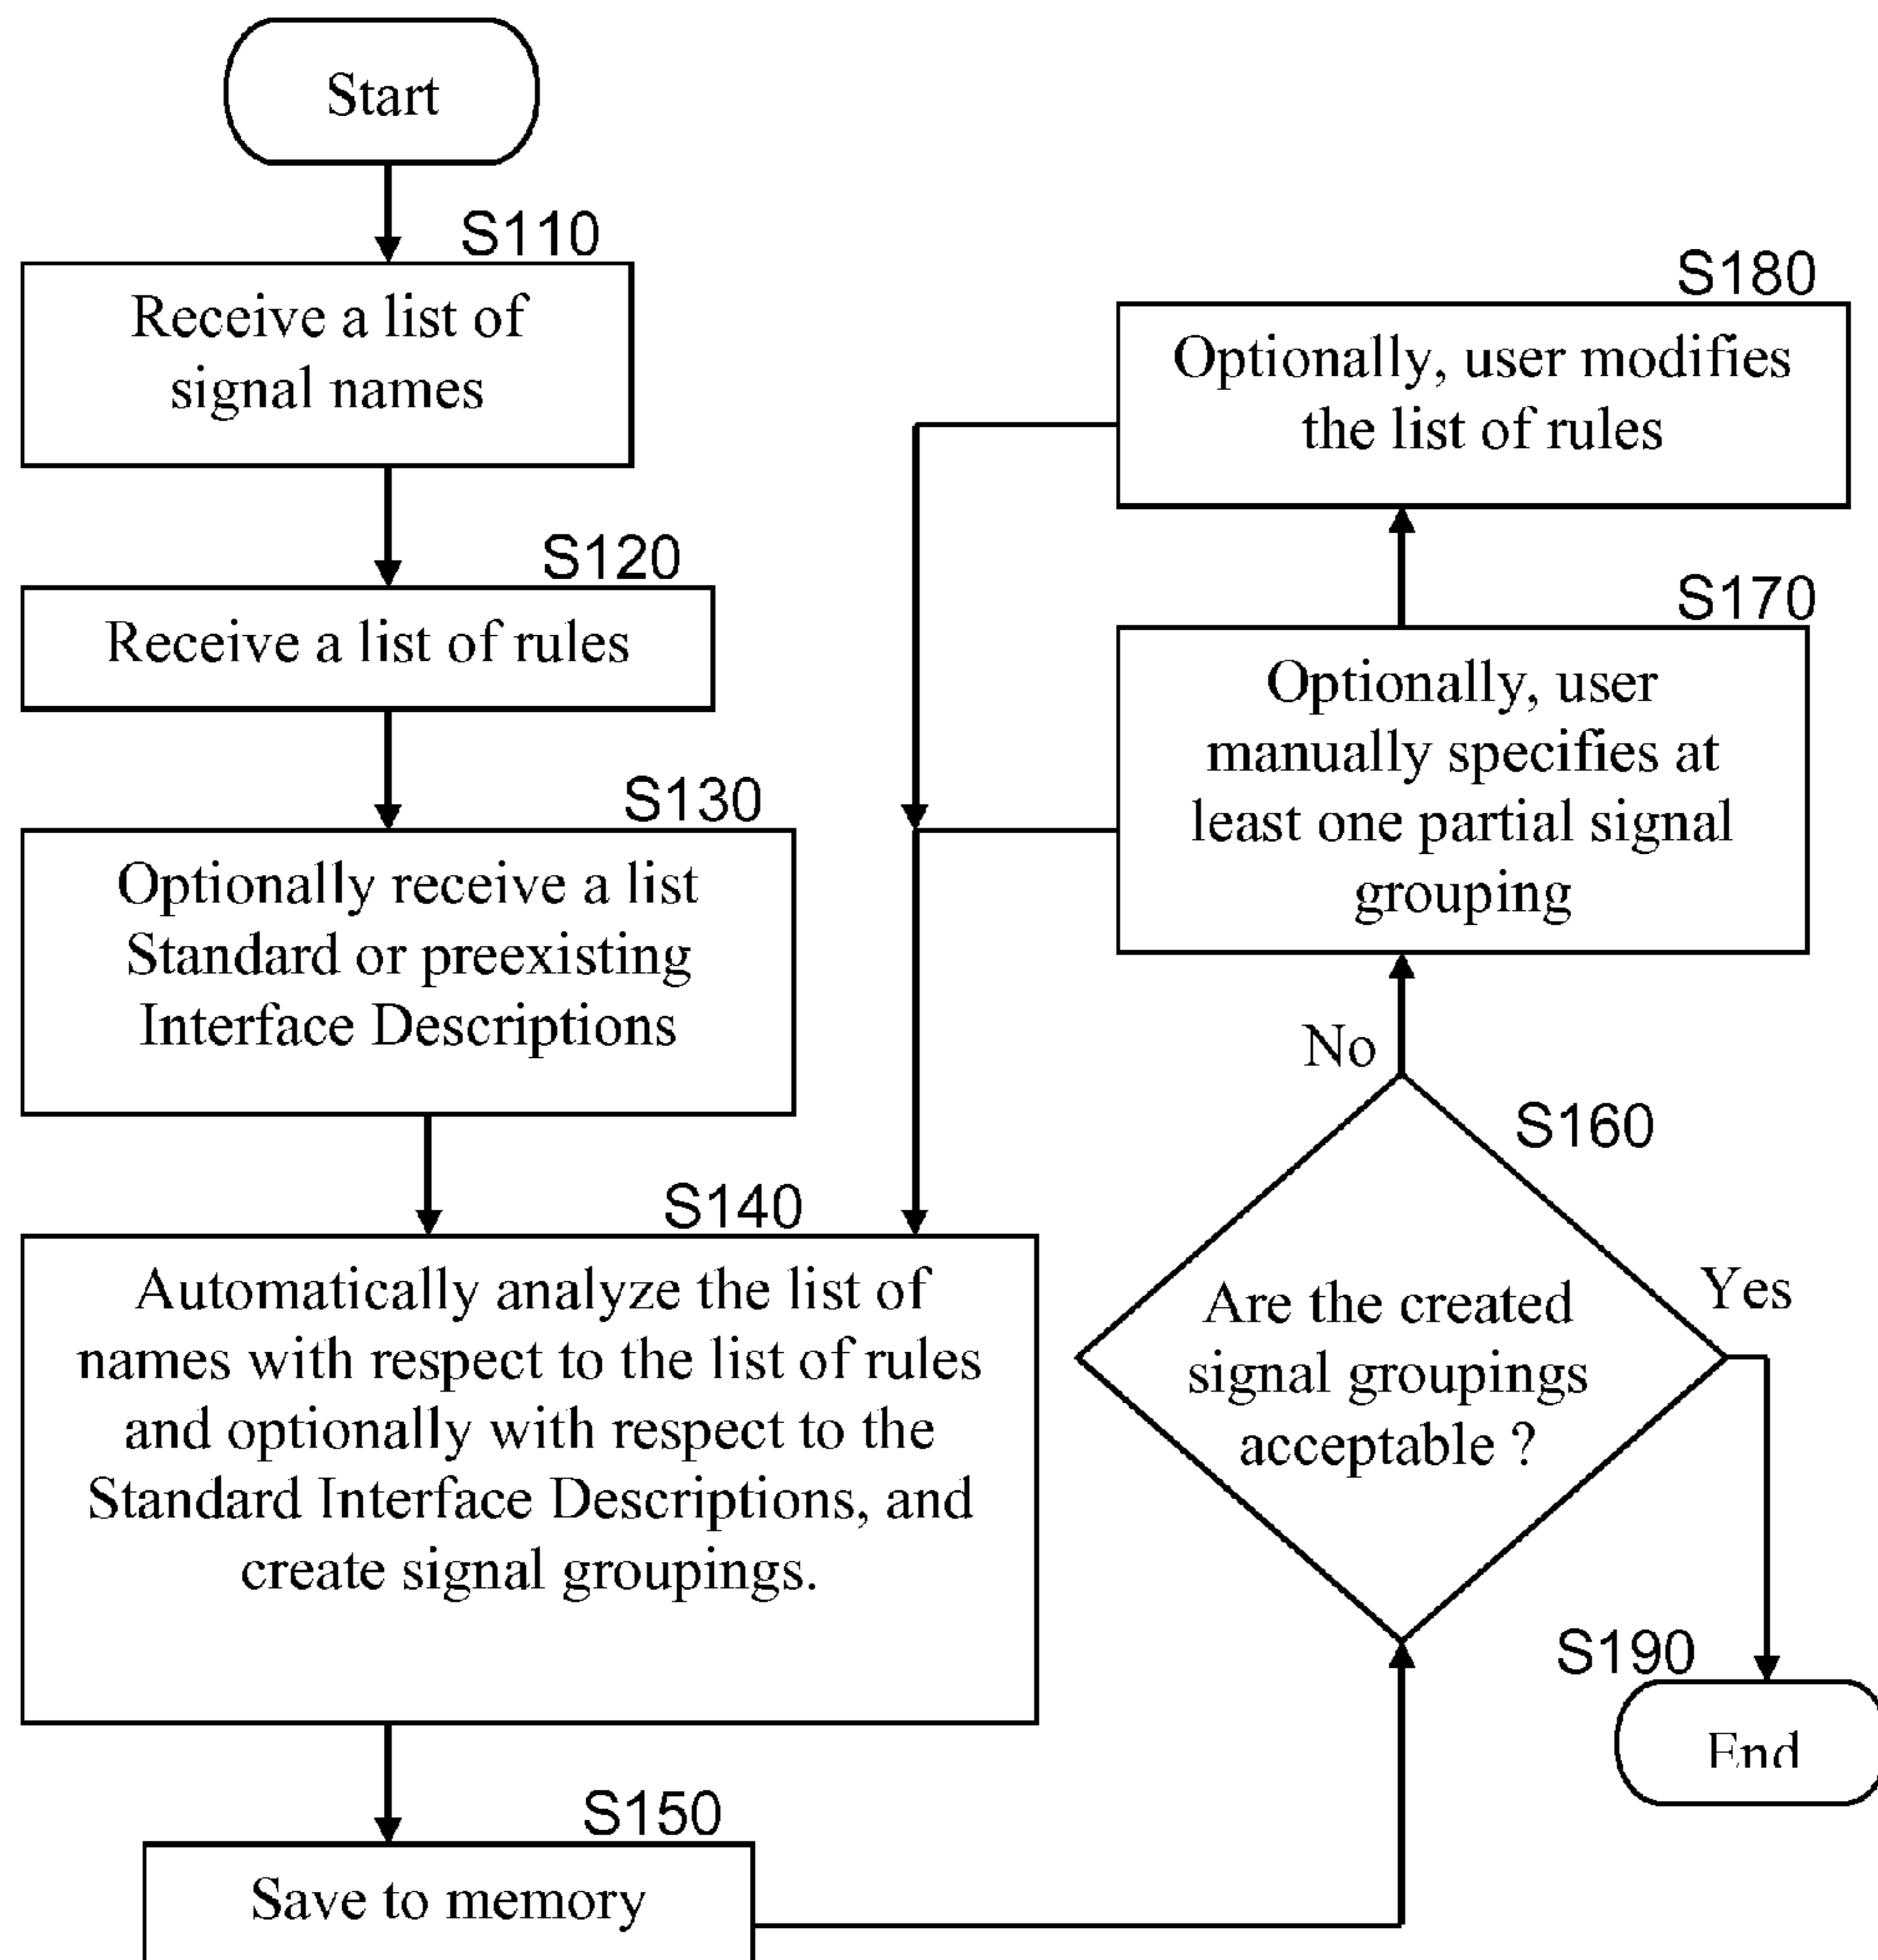 Start
S110
Receive a list of
signal names
S120
Receive a list of rules
S130
Optionally receive a list
Standard or preexisting
Interface Descriptions
S140
Automatically analyze the list of
names with respect to the list of rules
and optionally with respect to the
Standard Interface Descriptions, and
create signal groupings.
S150
Save to memory
S160
Are the created
signal groupings
acceptable ?
No
Yes
S170
Optionally, user
manually specifies at
least one partial signal
grouping
S180
Optionally, user modifies
the list of rules
S190
End